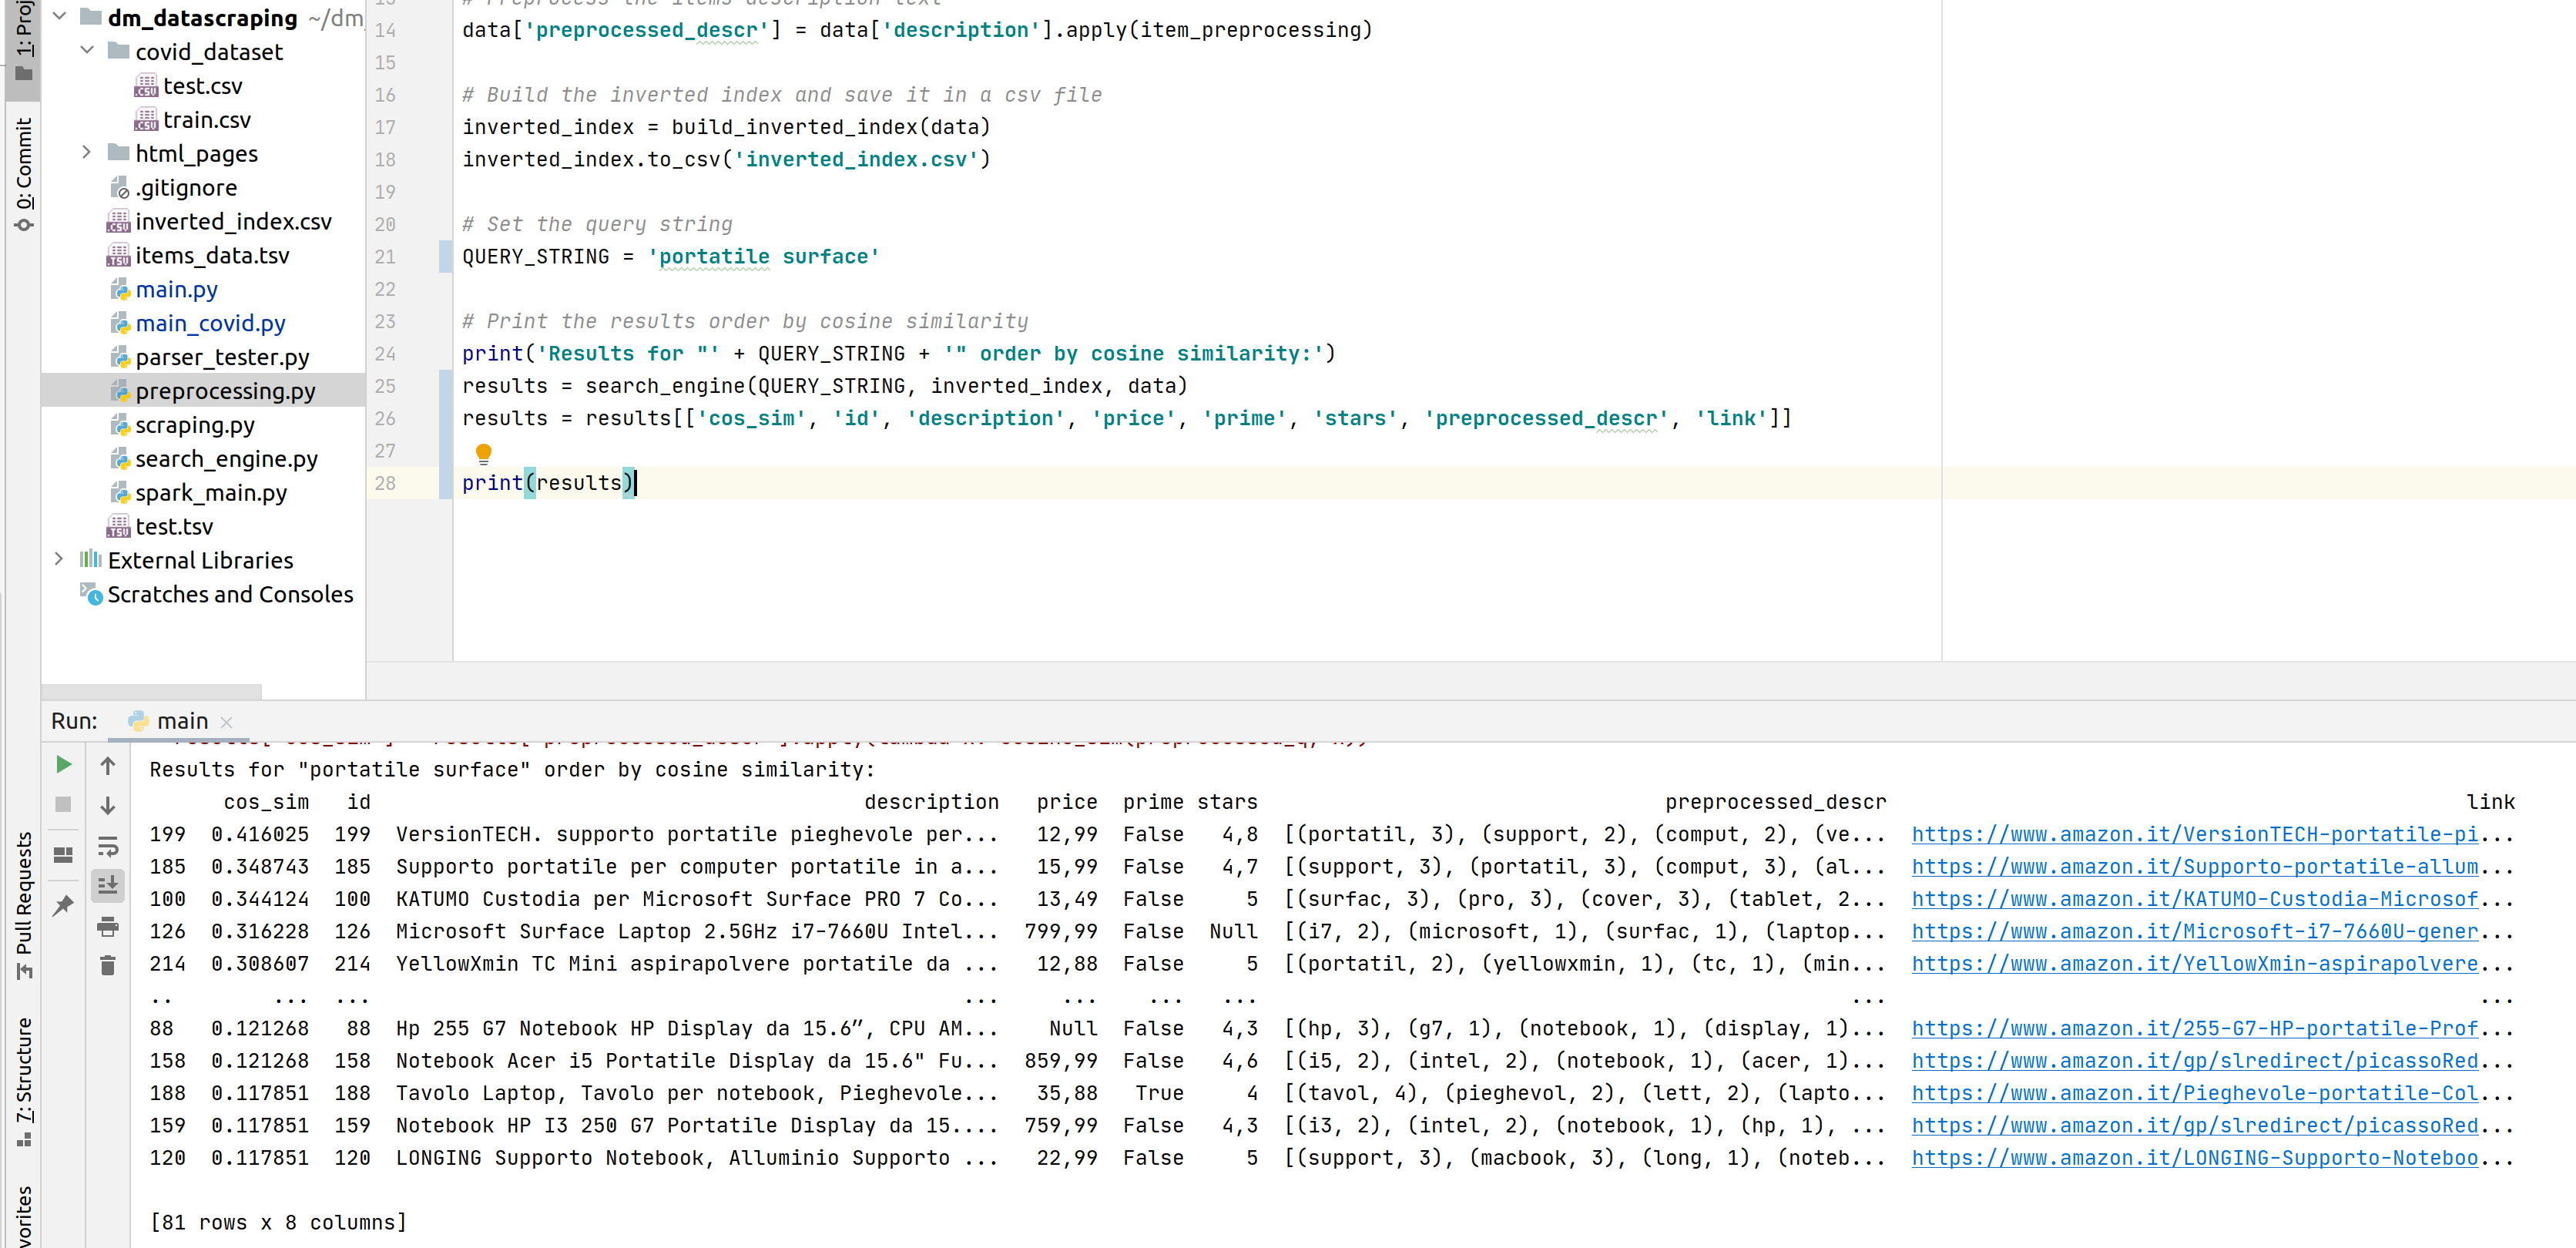 1: Proj
0: Commit
Pull Requests
7: Structure
vorites
dm_datascraping ~/dm_
covid_dataset
test.csv
train.csv
html_pages
.gitignore
inverted_index.csv
items_data.tsv
main.py
main_covid.py
parser_tester.py
preprocessing.py
scraping.py
search_engine.py
spark_main.py
test.tsv
External Libraries
Scratches and Consoles
# Preprocess the items description text
14 data['preprocessed_descr'] = data['description'].apply(item_preprocessing)
15
16 # Build the inverted index and save it in a csv file
17 inverted_index = build_inverted_index(data)
18 inverted_index.to_csv('inverted_index.csv')
19
20 # Set the query string
21 QUERY_STRING = 'portatile surface'
22
23 # Print the results order by cosine similarity
24 print('Results for "' + QUERY_STRING + '" order by cosine similarity:')
25 results = search_engine(QUERY_STRING, inverted_index, data)
26 results = results[['cos_sim', 'id', 'description', 'price', 'prime', 'stars', 'preprocessed_descr', 'link']]
27
28 print(results)
Run: main
Results for "portatile surface" order by cosine similarity:
cos_sim id description price prime stars preprocessed_descr link
199 0.416025 199 VersionTECH. supporto portatile pieghevole per... 12,99 False 4,8 [(portatil, 3), (support, 2), (comput, 2), (ve... https://www.amazon.it/VersionTECH-portatile-pi...
185 0.348743 185 Supporto portatile per computer portatile in a... 15,99 False 4,7 [(support, 3), (portatil, 3), (comput, 3), (al... https://www.amazon.it/Supporto-portatile-allum...
100 0.344124 100 KATUMO Custodia per Microsoft Surface PRO 7 Co... 13,49 False 5 [(surfac, 3), (pro, 3), (cover, 3), (tablet, 2... https://www.amazon.it/KATUMO-Custodia-Microsof...
126 0.316228 126 Microsoft Surface Laptop 2.5GHz i7-7660U Intel... 799,99 False Null [(i7, 2), (microsoft, 1), (surfac, 1), (laptop... https://www.amazon.it/Microsoft-i7-7660U-gener...
214 0.308607 214 YellowXmin TC Mini aspirapolvere portatile da ... 12,88 False 5 [(portatil, 2), (yellowxmin, 1), (tc, 1), (min... https://www.amazon.it/YellowXmin-aspirapolvere...
.. ... ... ... ... ... ... ... ...
88 0.121268 88 Hp 255 G7 Notebook HP Display da 15.6”, CPU AM... Null False 4,3 [(hp, 3), (g7, 1), (notebook, 1), (display, 1)... https://www.amazon.it/255-G7-HP-portatile-Prof...
158 0.121268 158 Notebook Acer i5 Portatile Display da 15.6" Fu... 859,99 False 4,6 [(i5, 2), (intel, 2), (notebook, 1), (acer, 1)... https://www.amazon.it/gp/slredirect/picassoRed...
188 0.117851 188 Tavolo Laptop, Tavolo per notebook, Pieghevole... 35,88 True 4 [(tavol, 4), (pieghevol, 2), (lett, 2), (lapto... https://www.amazon.it/Pieghevole-portatile-Col...
159 0.117851 159 Notebook HP I3 250 G7 Portatile Display da 15.... 759,99 False 4,3 [(i3, 2), (intel, 2), (notebook, 1), (hp, 1), ... https://www.amazon.it/gp/slredirect/picassoRed...
120 0.117851 120 LONGING Supporto Notebook, Alluminio Supporto ... 22,99 False 5 [(support, 3), (macbook, 3), (long, 1), (noteb... https://www.amazon.it/LONGING-Supporto-Noteboo...
[81 rows x 8 columns]